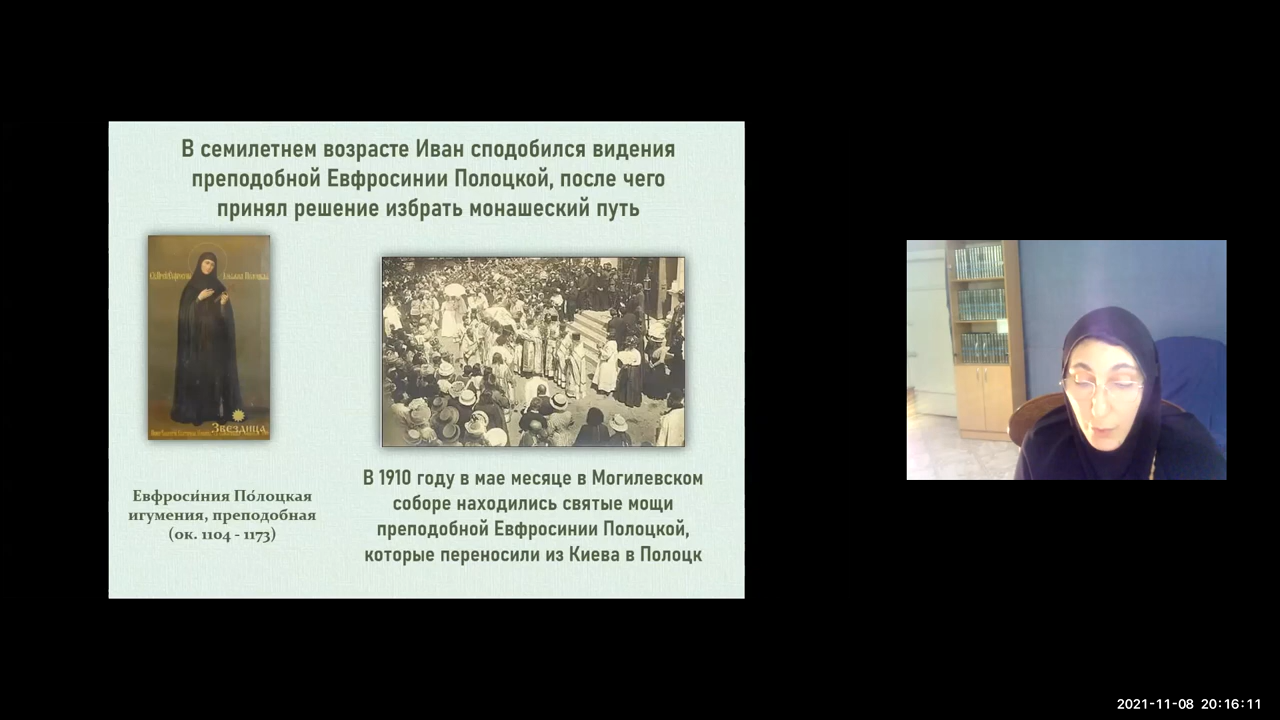 В семилетнем возрасте Иван сподобился видения
преподобной Евфросинии Полоцкой, после чего
принял решение избрать монашеский путь
Звездица
Евфроси́ния По́лоцкая
игумения, преподобная
(ок. 1104 - 1173)
В 1910 году в мае месяце в Могилевском
соборе находились святые мощи
преподобной Евфросинии Полоцкой,
которые переносили из Киева в Полоцк
2021-11-08 20:16:11